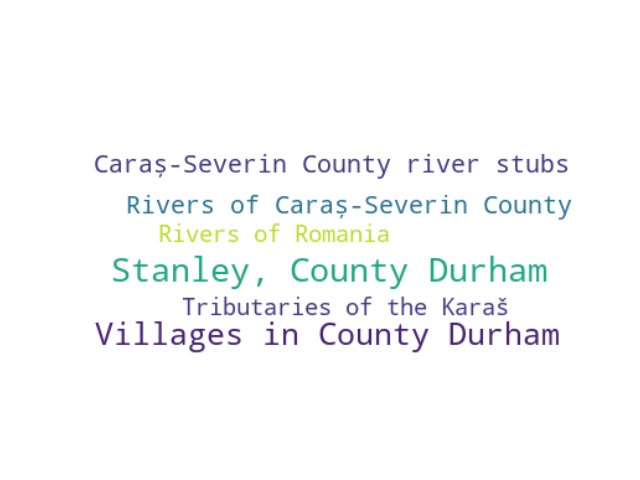 Caraș-Severin County river stubs
Rivers of Caraș-Severin County
Rivers of Romania
Stanley, County Durham
Tributaries of the Karaš
Villages in County Durham